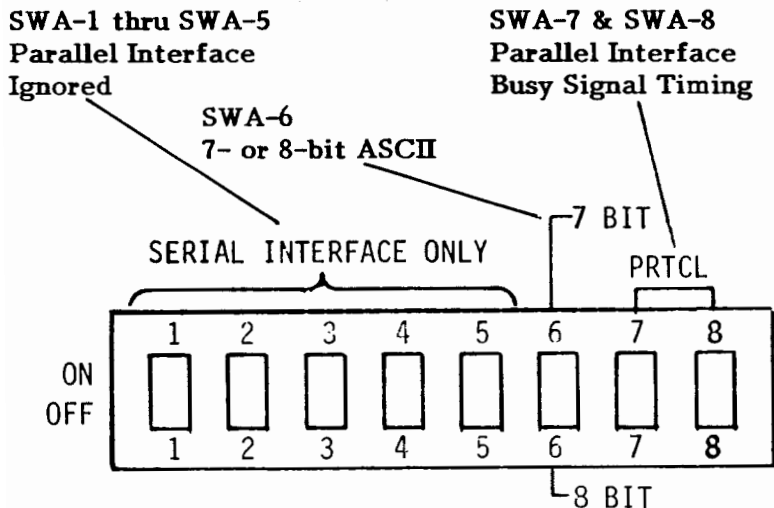 SWA-1 thru SWA-5
Parallel Interface
Ignored
SWA-7 & SWA-8
Parallel Interface
Busy Signal Timing
SWA-6
7- or 8-bit ASCII
7 BIT
SERIAL INTERFACE ONLY
PRTCL
1 2 3 4 5 6 7 8
ON
OFF
1 2 3 4 5 6 7 8
8 BIT